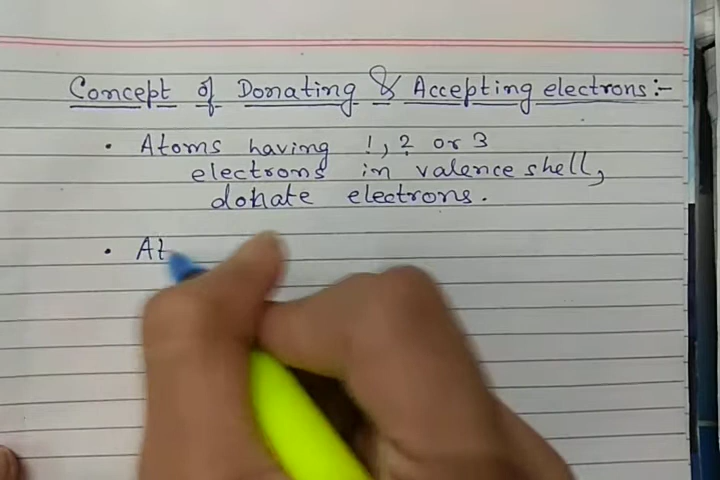 Concept of Donating & Accepting electrons:-
• Atoms having 1, 2 or 3
electrons in valence shell,
donate electrons.
• At